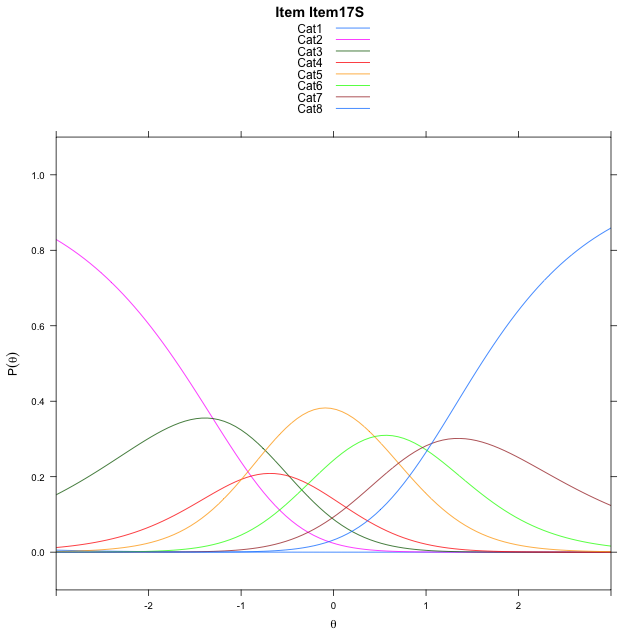 Item Item17S
Cat1
Cat2
Cat3
Cat4
Cat5
Cat6
Cat7
Cat8
1.0
0.8
0.6
0.4
0.2
0.0
P(θ)
-2 -1 0 1 2
θ